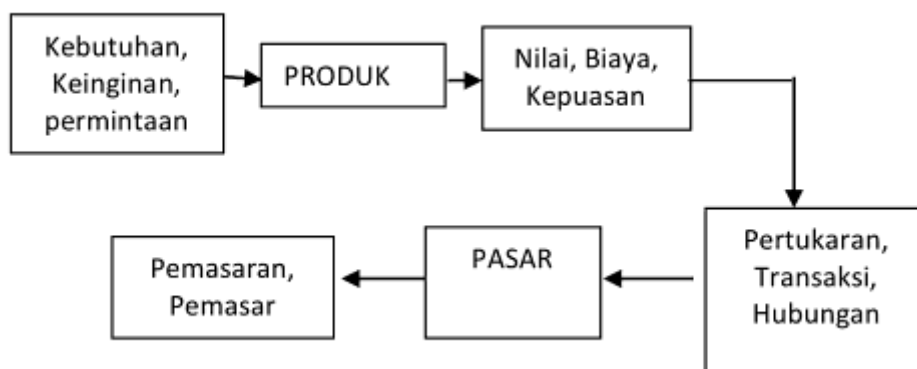 Kebutuhan,
Keinginan,
permintaan
PRODUK
Nilai, Biaya,
Kepuasan
Pertukaran,
Transaksi,
Hubungan
PASAR
Pemasaran,
Pemasar